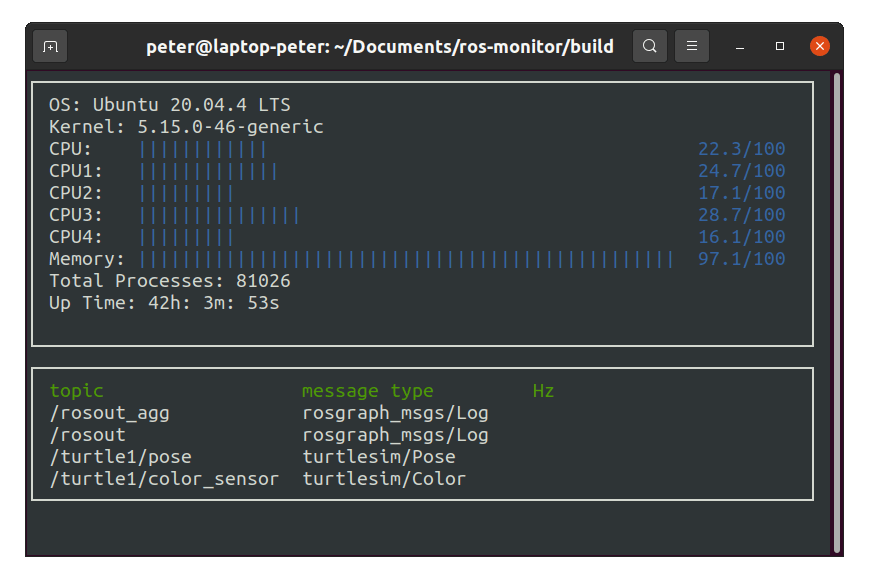 peter@laptop-peter: ~/Documents/ros-monitor/build
OS: Ubuntu 20.04.4 LTS
Kernel: 5.15.0-46-generic
CPU: |||||||||||| 22.3/100
CPU1: ||||||||||||| 24.7/100
CPU2: ||||||||| 17.1/100
CPU3: ||||||||||||||| 28.7/100
CPU4: ||||||||| 16.1/100
Memory: ||||||||||||||||||||||||||||||||||||||||||||||||| 97.1/100
Total Processes: 81026
Up Time: 42h: 3m: 53s
topic message type Hz
/rosout_agg rosgraph_msgs/Log
/rosout rosgraph_msgs/Log
/turtle1/pose turtlesim/Pose
/turtle1/color_sensor turtlesim/Color